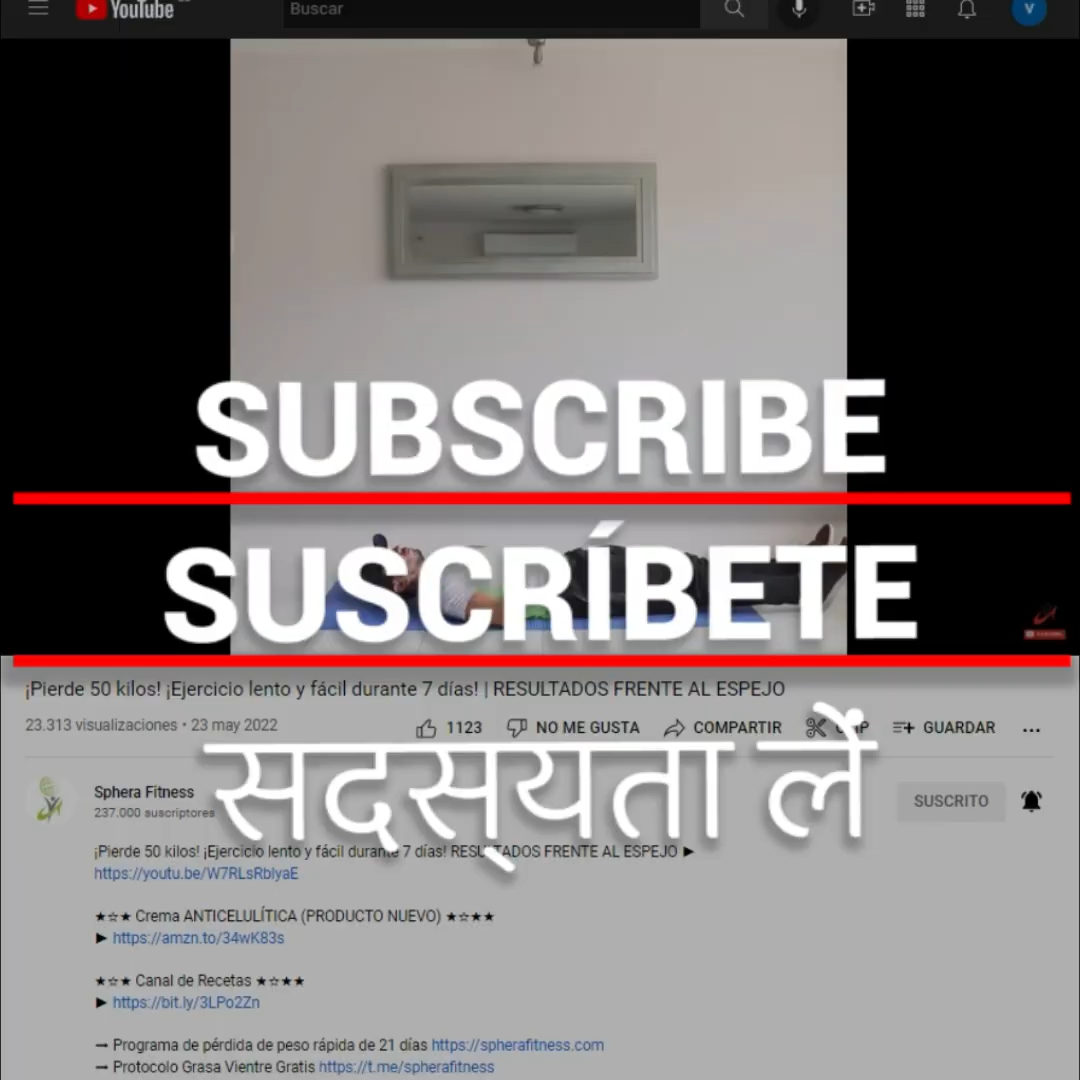 YouTube
Buscar
V
SUBSCRIBE
SUSCRÍBETE
¡Pierde 50 kilos! ¡Ejercicio lento y fácil durante 7 días! | RESULTADOS FRENTE AL ESPEJO
23.313 visualizaciones • 23 may 2022
1123 NO ME GUSTA COMPARTIR GUARDAR ...
सदस्यता लें
Sphera Fitness
237.000 suscriptores
SUSCRITO
¡Pierde 50 kilos! ¡Ejercicio lento y fácil durante 7 días! RESULTADOS FRENTE AL ESPEJO ►
https://youtu.be/W7RLsRbIyaE
★☆★ Crema ANTICELULÍTICA (PRODUCTO NUEVO) ★☆★★
► https://amzn.to/34wK83s
★☆★ Canal de Recetas ★☆★★
► https://bit.ly/3LPo2Zn
→ Programa de pérdida de peso rápida de 21 días https://spherafitness.com
→ Protocolo Grasa Vientre Gratis https://t.me/spherafitness